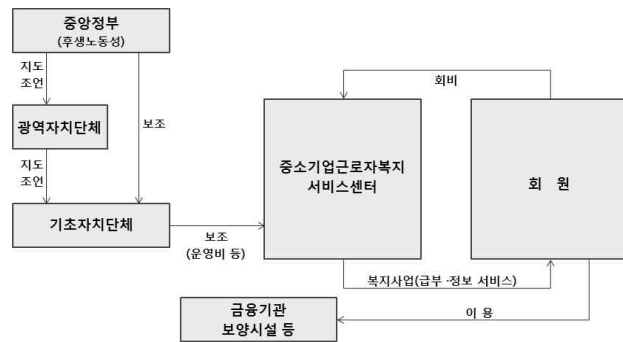 중앙정부
(후생노동성)
지도
조언
보조
회비
광역자치단체
중소기업근로자복지
서비스센터
회 원
지도
조언
기초자치단체
보조
(운영비 등)
복지사업(급부·정보 서비스)
금융기관
보양시설 등
이 용